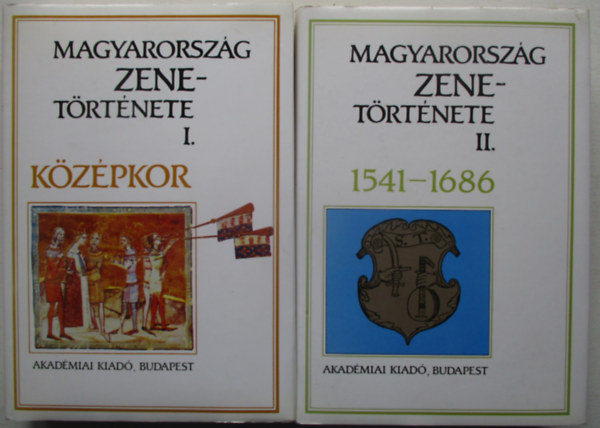 MAGYARORSZÁG
ZENE-
TÖRTÉNETE
I.
KÖZÉPKOR
AKADÉMIAI KIADÓ, BUDAPEST
MAGYARORSZÁG
ZENE-
TÖRTÉNETE
II.
1541–1686
AKADÉMIAI KIADÓ, BUDAPEST